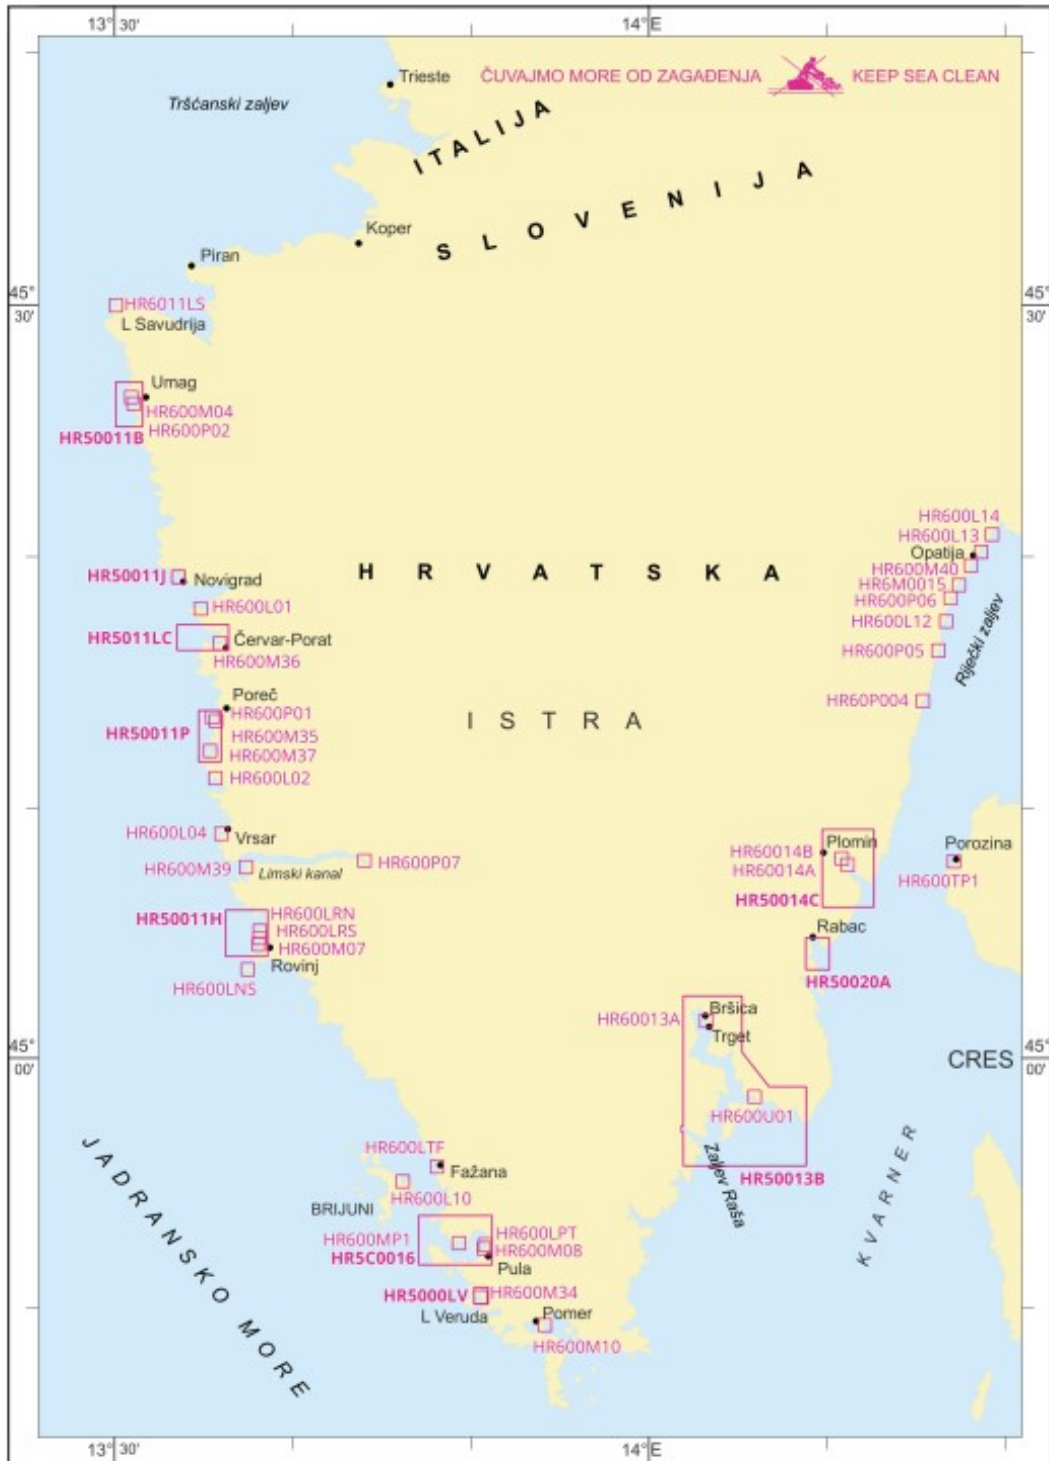 13° 30'
14°E
Trieste
ČUVAJMO MORE OD ZAGAĐENJA
KEEP SEA CLEAN
Tršćanski zaljev
ITALIJA
SLOVENIJA
Koper
Piran
45°
30'
45°
30'
HR6011LS
L Savudrija
Umag
HR600M04
HR600P02
HR50011B
HR600L14
HR600L13
Opatija
HR600M40
HR6M0015
HR600P06
HR600L12
HR600P05
Riječki zaljev
HR60P004
HRVATSKA
HR50011J
Novigrad
HR600L01
HR5011LC
Červar-Porat
HR600M36
Poreč
HR600P01
HR50011P
HR600M35
HR600M37
HR600L02
ISTRA
HR600L04
Vrsar
HR600M39
Limski kanal
HR600P07
HR60014B
Plomin
HR60014A
HR50014C
Porozina
HR600TP1
HR50011H
HR600LRN
HR600LRS
HR600M07
Rovinj
HR600LNS
Rabac
HR50020A
HR60013A
Bršica
Trget
45°
00'
CRES
45°
00'
HR600U01
HR50013B
Zaljev Raša
KVARNER
JADRANSKO MORE
HR600LTF
Fažana
HR600L10
BRIJUNI
HR600MP1
HR600LPT
HR5C0016
HR600M08
Pula
HR5000LV
HR600M34
L Veruda
Pomer
HR600M10
13° 30'
14°E